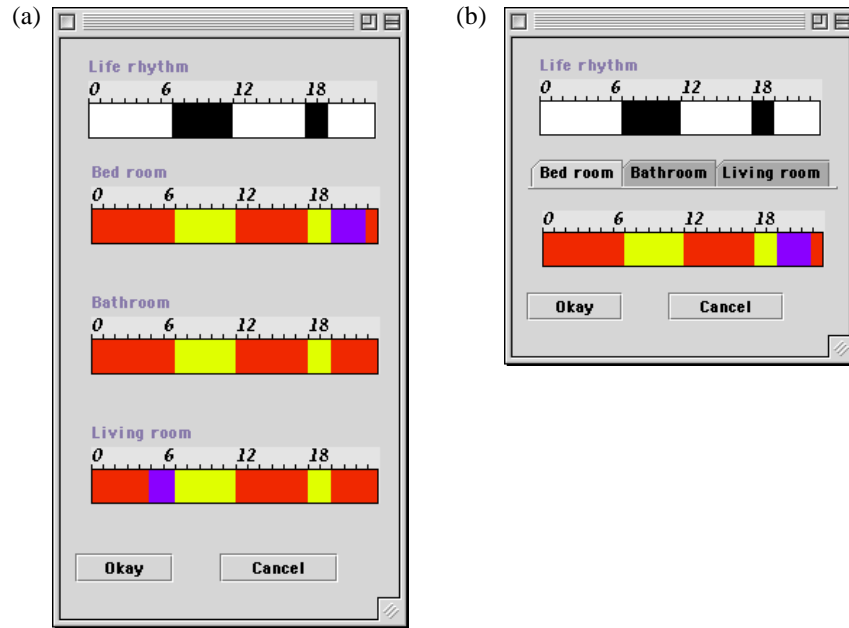 (a)
Life rhythm
0 6 12 18
Bed room
0 6 12 18
Bathroom
0 6 12 18
Living room
0 6 12 18
Okay Cancel
(b)
Life rhythm
0 6 12 18
Bed room Bathroom Living room
0 6 12 18
Okay Cancel